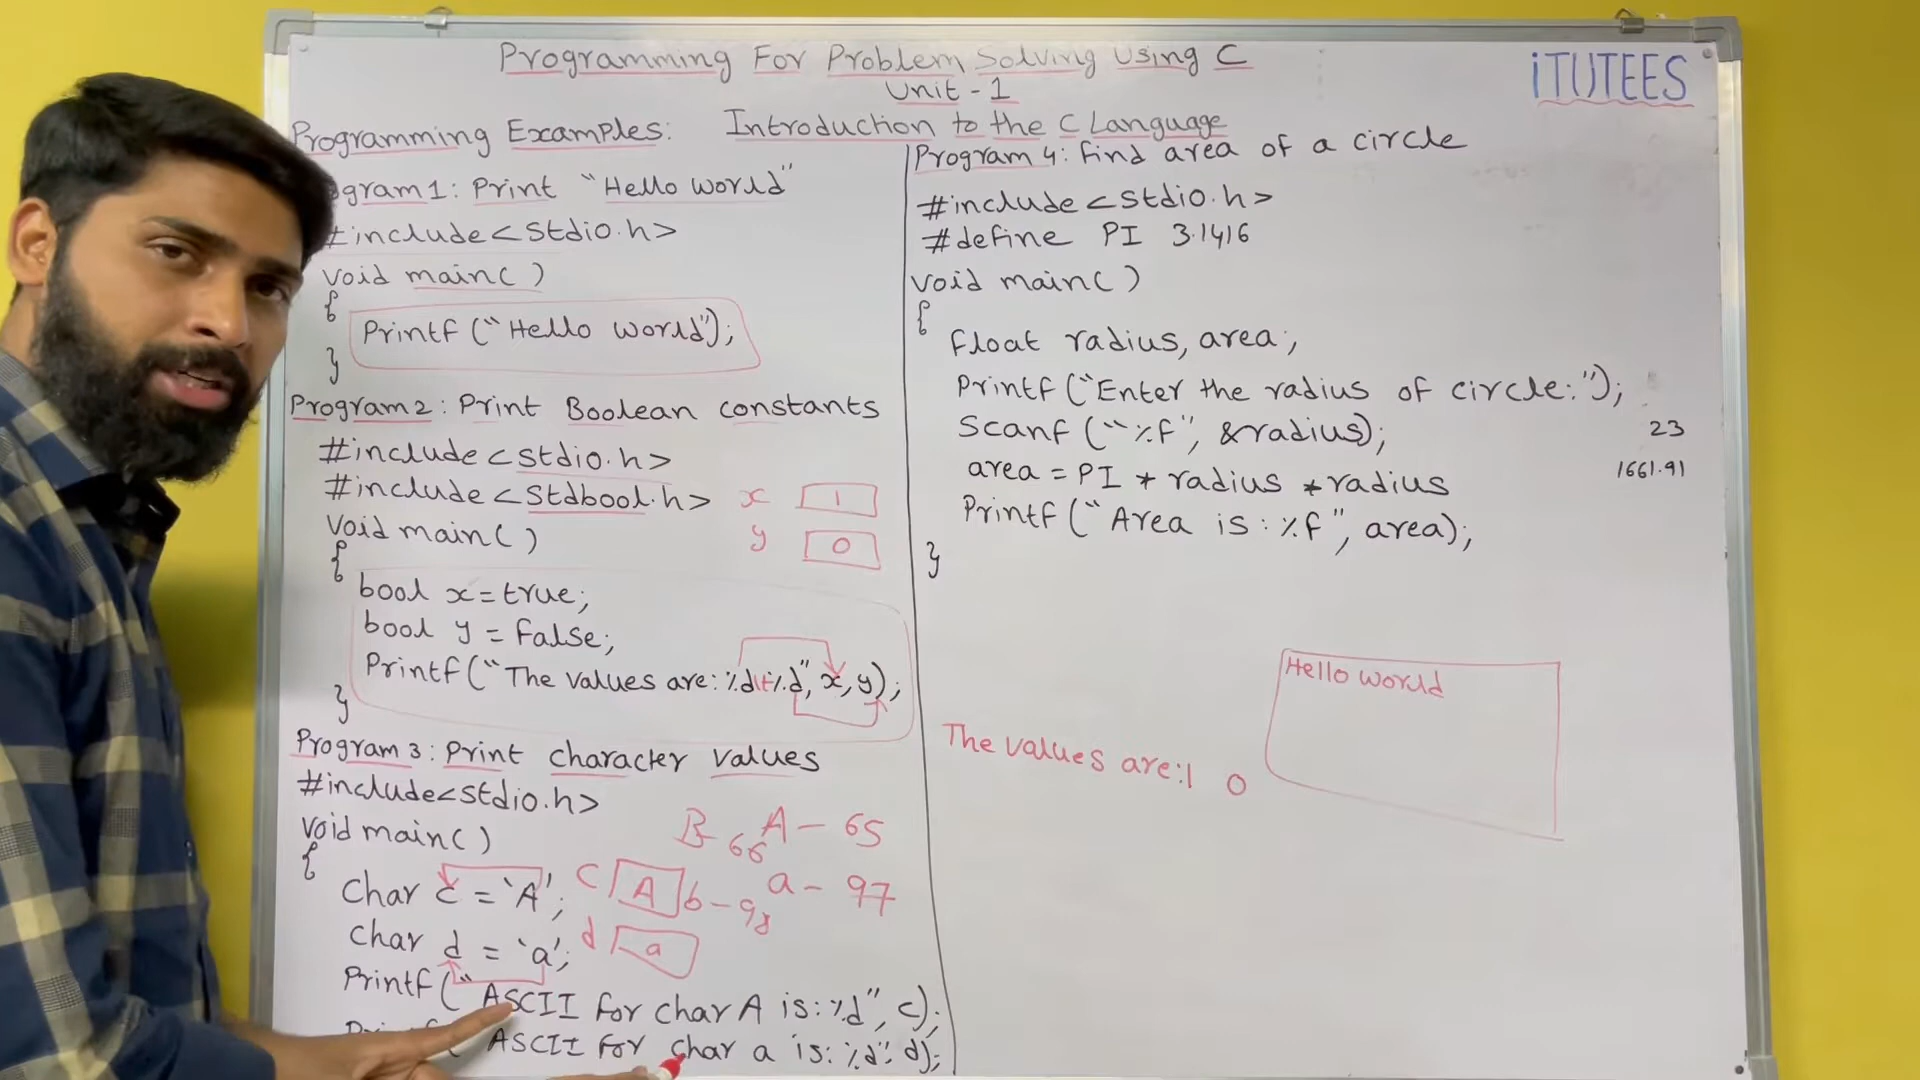 Programming For Problem Solving Using C
Unit - 1
iTUTEES
Programming Examples: Introduction to the C Language
gram 1: Print "Hello World"
#include<stdio.h>
void main( )
{
Printf ("Hello World");
}
Program 2: Print Boolean constants
#include<stdio.h>
#include<stdbool.h>
x 1
void main( )
y 0
{
bool x=true;
bool y = False;
Printf("The values are: %d\t%d", x,y);
}
Program 3: Print character values
#include<stdio.h>
void main( )
A - 65
B - 66
{
Char c = 'A';
C A
b - 98
a - 97
Char d = 'a';
d a
Printf ("ASCII For char A is: %d", c);
ASCII For char a is: %d", d);
Program 4: Find area of a circle
#include<stdio.h>
#define PI 3.1416
void main( )
{
Float radius, area;
Printf("Enter the radius of circle:");
Scanf ("%f", &radius);
23
area = PI * radius * radius
1661.91
Printf ("Area is: %f", area);
}
Hello world
The values are:1 0